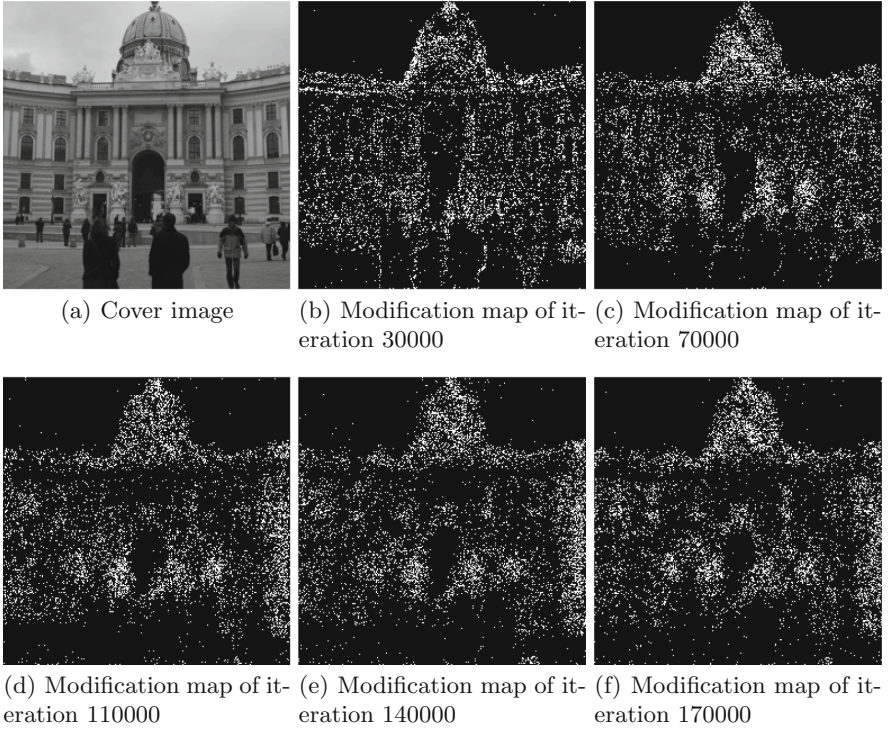 (a) Cover image
(b) Modification map of it-
eration 30000
(c) Modification map of it-
eration 70000
(d) Modification map of it-
eration 110000
(e) Modification map of it-
eration 140000
(f) Modification map of it-
eration 170000